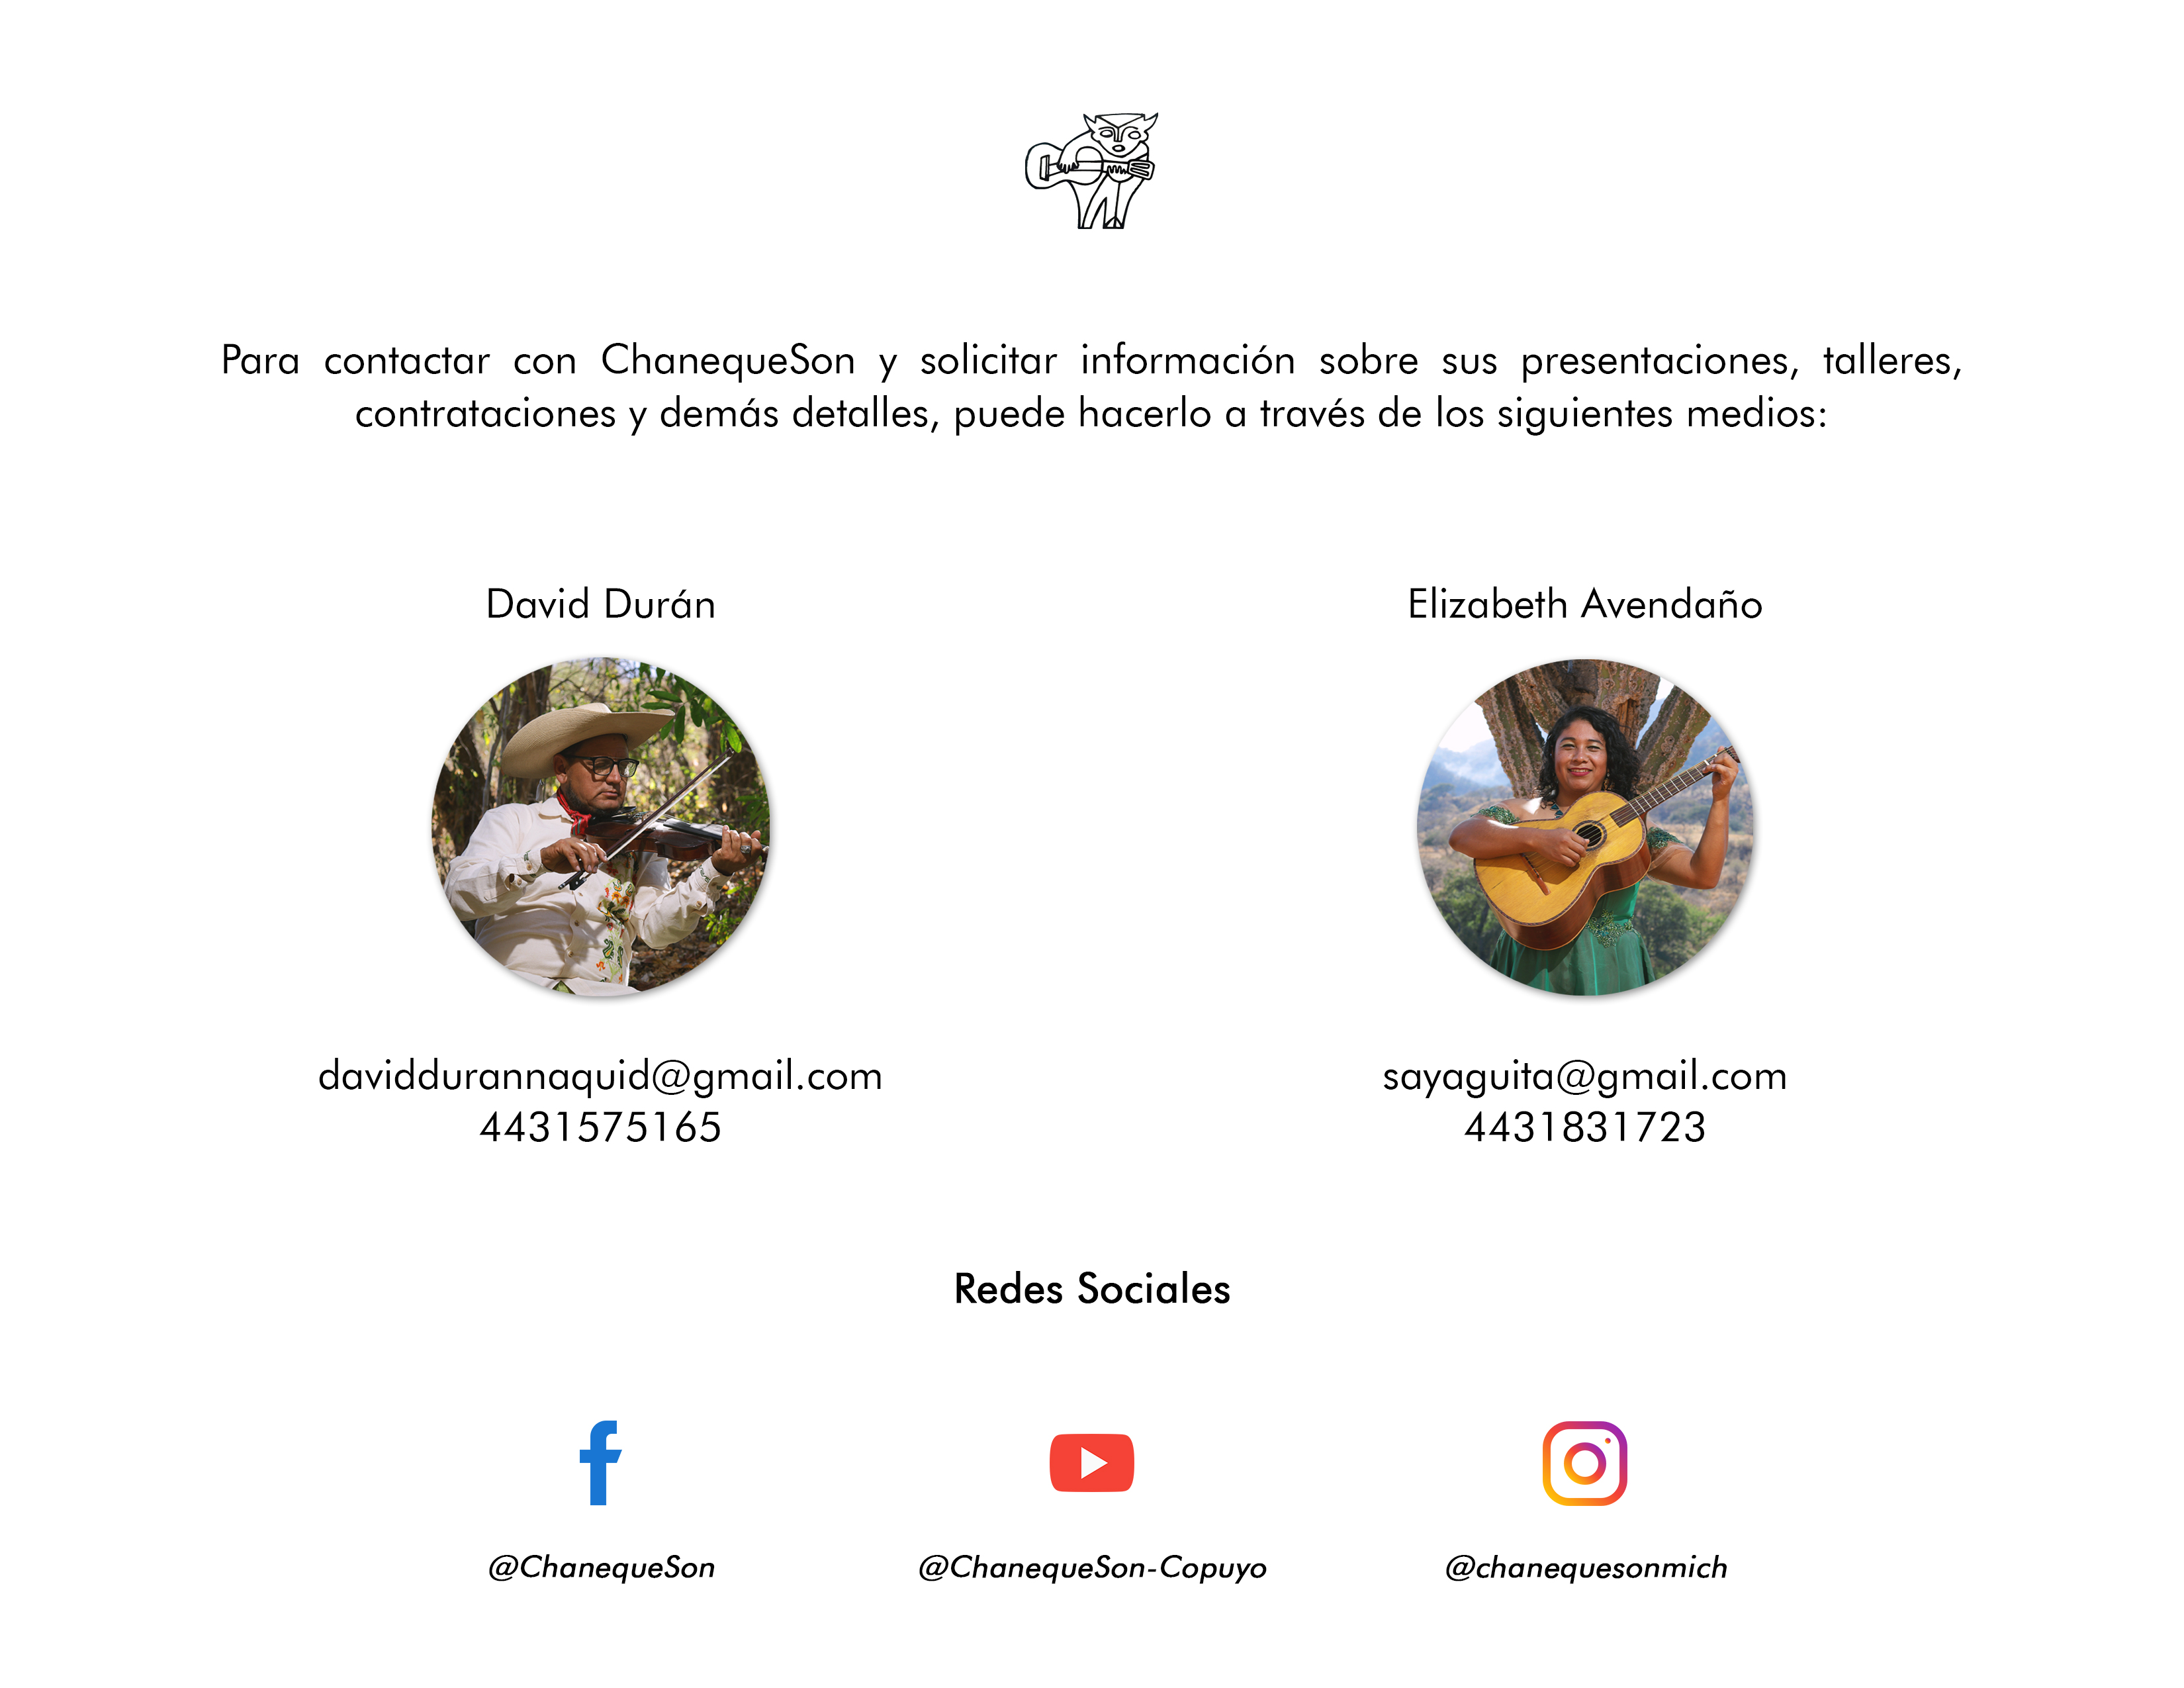 Para contactar con ChanequeSon y solicitar información sobre sus presentaciones, talleres,
contrataciones y demás detalles, puede hacerlo a través de los siguientes medios:
David Durán
Elizabeth Avendaño
daviddurannaquid@gmail.com
4431575165
sayaguita@gmail.com
4431831723
Redes Sociales
@ChanequeSon
@ChanequeSon-Copuyo
@chanequesonmich